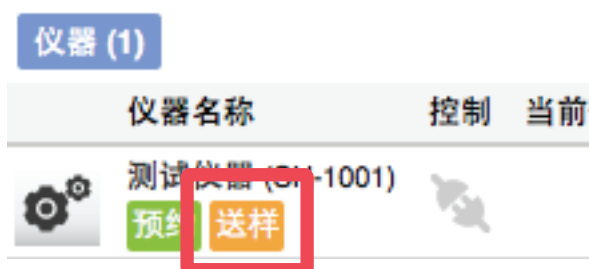 仪器 (1)
仪器名称 控制 当前
测试仪器 (SH-1001)
预约 送样